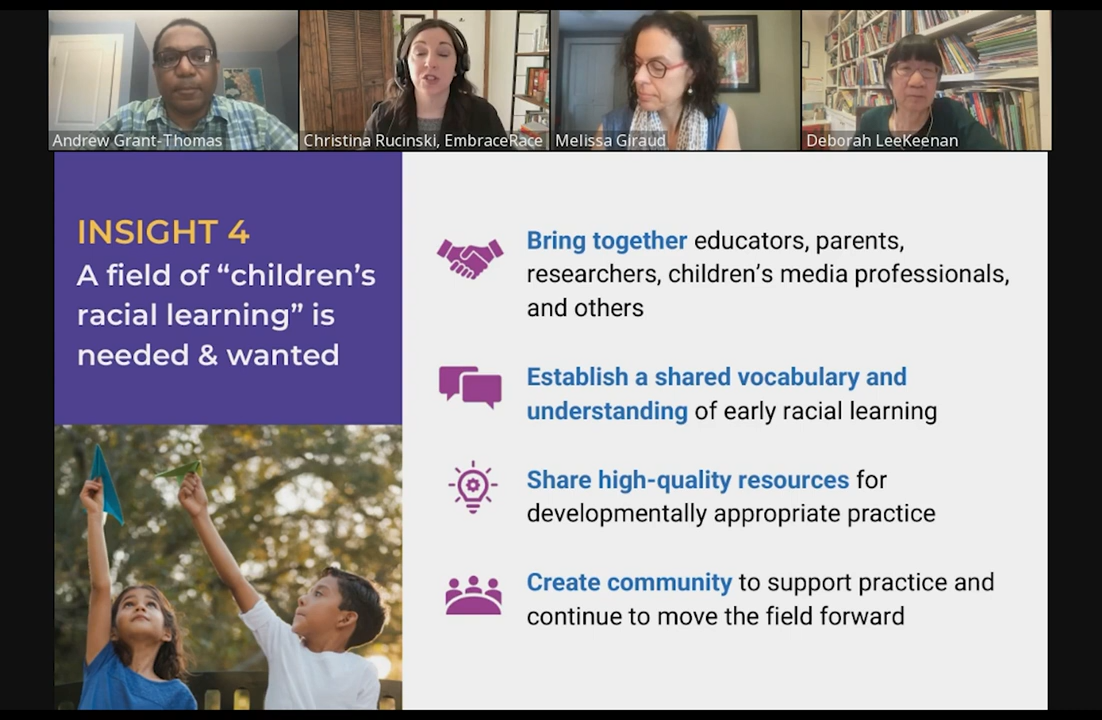 Andrew Grant-Thomas
Christina Rucinski, EmbraceRace
Melissa Giraud
Deborah LeeKeenan
INSIGHT 4
A field of “children’s
racial learning” is
needed & wanted
Bring together educators, parents,
researchers, children’s media professionals,
and others
Establish a shared vocabulary and
understanding of early racial learning
Share high-quality resources for
developmentally appropriate practice
Create community to support practice and
continue to move the field forward